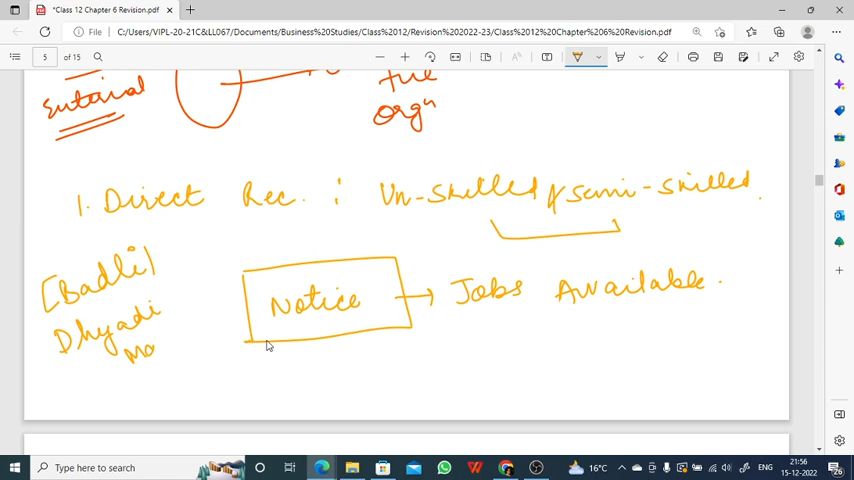 *Class 12 Chapter 6 Revision.pdf
File C:/Users/VIPL-20-21C&LL067/Documents/Business%20Studies/Class%2012/Revision%202022-23/Class%2012%20Chapter%206%20Revision.pdf
5 of 15
the
orgⁿ
1. Direct Rec. : Un-skilled & semi-skilled.
[Badli]
Dhyadi
Notice → Jobs Available.
Type here to search
16°C
ENG
21:56
15-12-2022
26